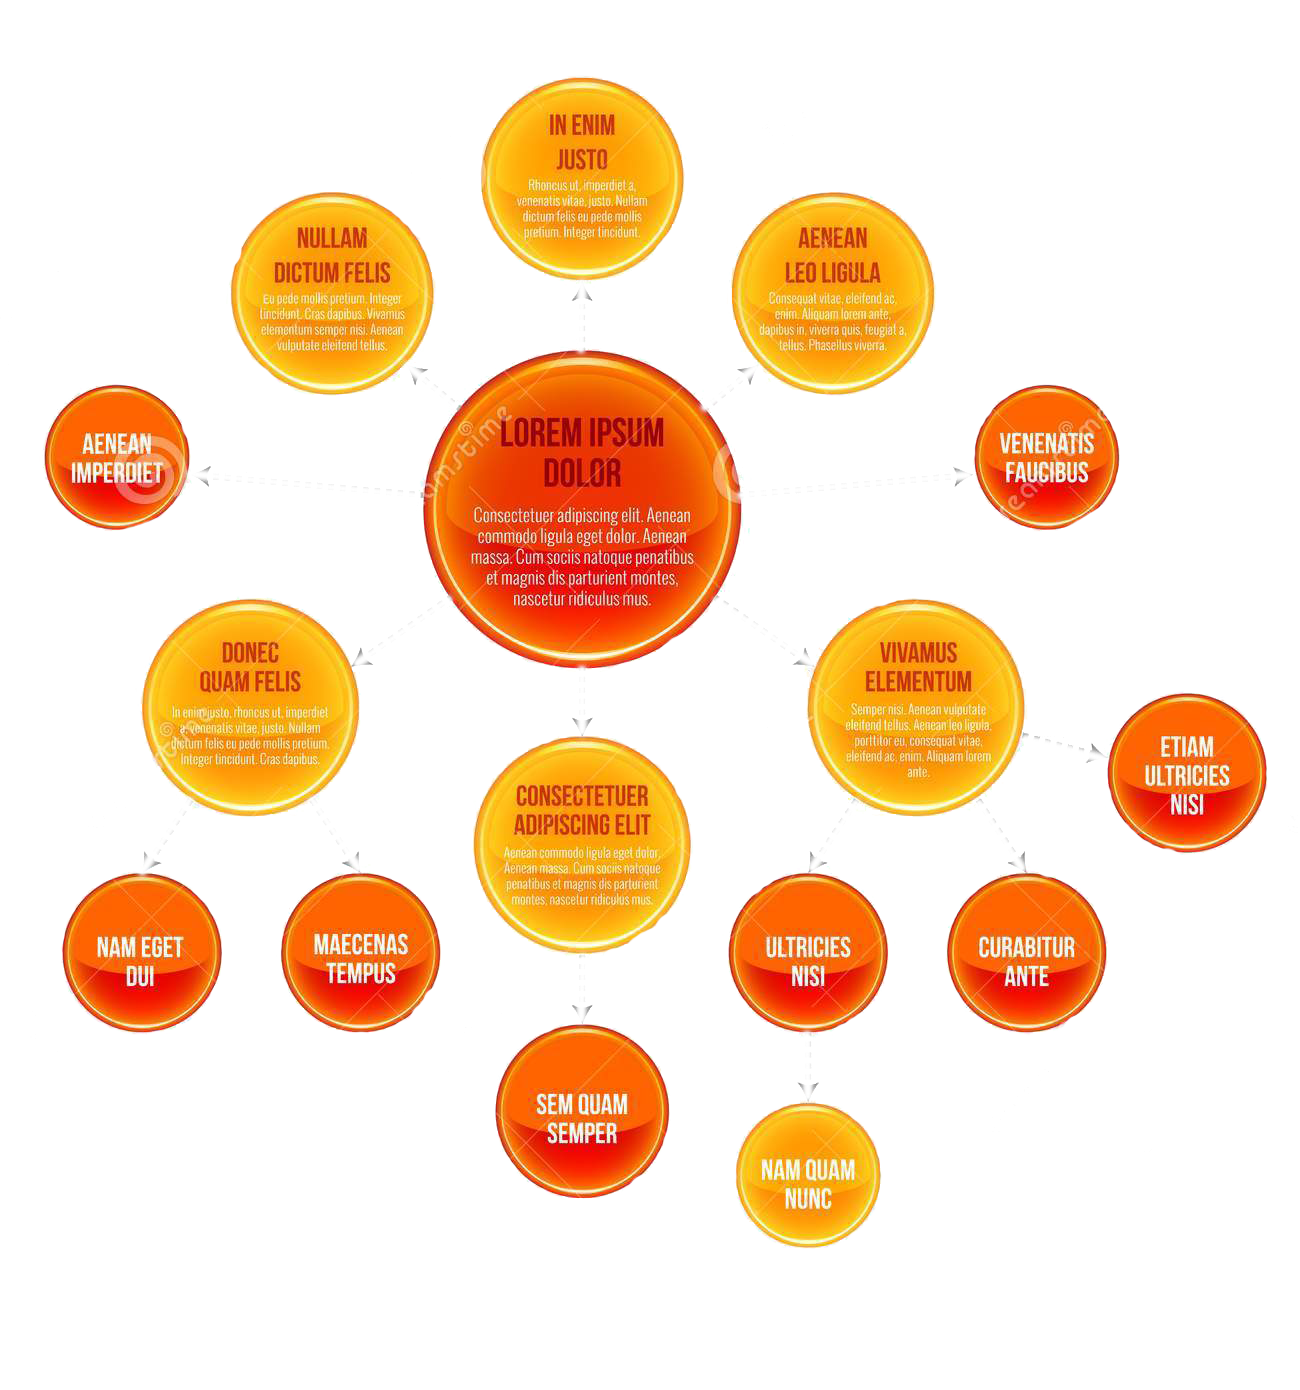 IN ENIM
JUSTO
Rhoncus ut, imperdiet a,
venenatis vitae, justo. Nullam
dictum felis eu pede mollis
pretium. Integer tincidunt.
NULLAM
DICTUM FELIS
Eu pede mollis pretium. Integer
tincidunt. Cras dapibus. Vivamus
elementum semper nisi. Aenean
vulputate eleifend tellus.
AENEAN
LEO LIGULA
Consequat vitae, eleifend ac,
enim. Aliquam lorem ante,
dapibus in, viverra quis, feugiat a,
tellus. Phasellus viverra.
AENEAN
IMPERDIET
LOREM IPSUM
DOLOR
Consectetuer adipiscing elit. Aenean
commodo ligula eget dolor. Aenean
massa. Cum sociis natoque penatibus
et magnis dis parturient montes,
nascetur ridiculus mus.
VENENATIS
FAUCIBUS
DONEC
QUAM FELIS
In enim justo, rhoncus ut, imperdiet
a, venenatis vitae, justo. Nullam
dictum felis eu pede mollis pretium.
Integer tincidunt. Cras dapibus.
VIVAMUS
ELEMENTUM
Semper nisi. Aenean vulputate
eleifend tellus. Aenean leo ligula,
porttitor eu, consequat vitae,
eleifend ac, enim. Aliquam lorem
ante.
ETIAM
ULTRICIES
NISI
CONSECTETUER
ADIPISCING ELIT
Aenean commodo ligula eget dolor.
Aenean massa. Cum sociis natoque
penatibus et magnis dis parturient
montes, nascetur ridiculus mus.
NAM EGET
DUI
MAECENAS
TEMPUS
ULTRICIES
NISI
CURABITUR
ANTE
SEM QUAM
SEMPER
NAM QUAM
NUNC